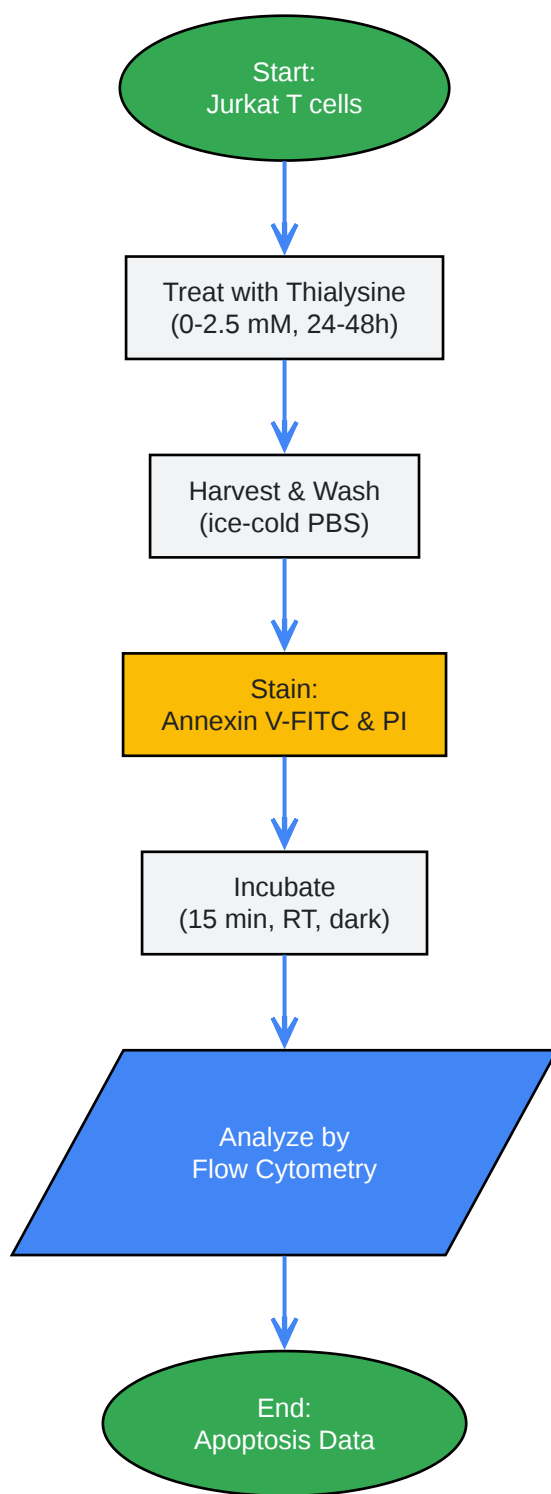 Start:
Jurkat T cells
Treat with Thialysine
(0-2.5 mM, 24-48h)
Harvest & Wash
(ice-cold PBS)
Stain:
Annexin V-FITC & PI
Incubate
(15 min, RT, dark)
Analyze by
Flow Cytometry
End:
Apoptosis Data